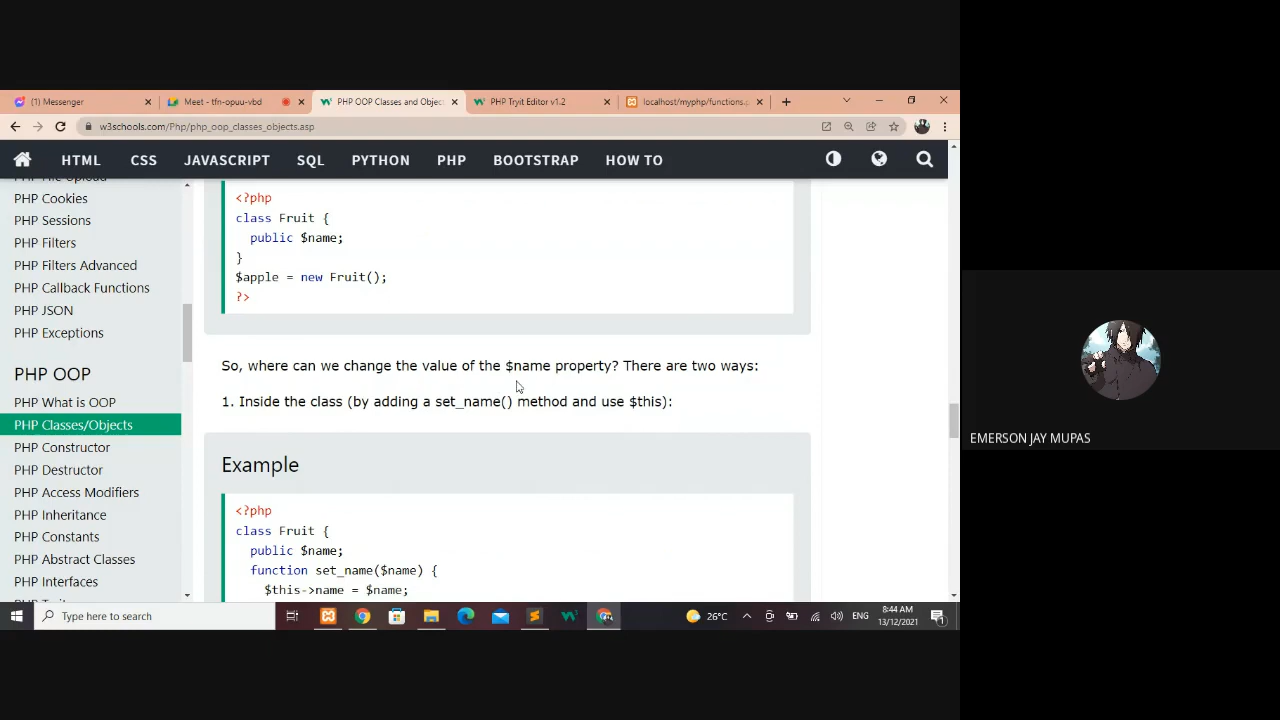 (1) Messenger
Meet - tfn-opuu-vbd
PHP OOP Classes and Objec
PHP Tryit Editor v1.2
localhost/myphp/functions.p
w3schools.com/Php/php_oop_classes_objects.asp
HTML CSS JAVASCRIPT SQL PYTHON PHP BOOTSTRAP HOW TO
PHP Cookies
PHP Sessions
PHP Filters
PHP Filters Advanced
PHP Callback Functions
PHP JSON
PHP Exceptions
PHP OOP
PHP What is OOP
PHP Classes/Objects
PHP Constructor
PHP Destructor
PHP Access Modifiers
PHP Inheritance
PHP Constants
PHP Abstract Classes
PHP Interfaces
<?php
class Fruit {
public $name;
}
$apple = new Fruit();
?>
So, where can we change the value of the $name property? There are two ways:
1. Inside the class (by adding a set_name() method and use $this):
Example
<?php
class Fruit {
public $name;
function set_name($name) {
$this->name = $name;
EMERSON JAY MUPAS
Type here to search
26°C
ENG
8:44 AM
13/12/2021
1